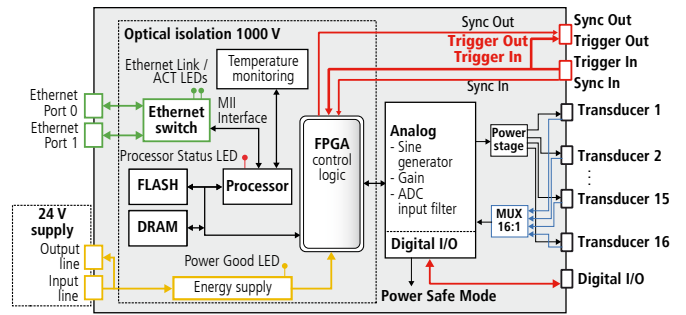 Optical isolation 1000 V
Ethernet Link /
ACT LEDs
Temperature
monitoring
Sync Out
Trigger Out
Trigger In
Sync In
Sync Out
Trigger Out
Trigger In
Sync In
Ethernet
Port 0
Ethernet
Port 1
Ethernet
switch
MII
Interface
Processor Status LED
FLASH
Processor
DRAM
FPGA
control
logic
Analog
- Sine
generator
- Gain
- ADC
input filter
Digital I/O
Power
stage
MUX
16:1
Transducer 1
Transducer 2
⋮
Transducer 15
Transducer 16
Digital I/O
24 V
supply
Output
line
Input
line
Power Good LED
Energy supply
Power Safe Mode